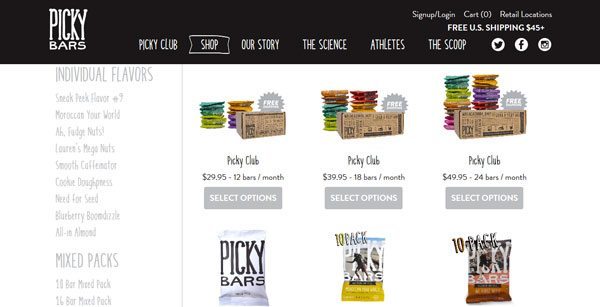 PICKY
BARS
Signup/Login Cart (0) Retail Locations
FREE U.S. SHIPPING $45+
PICKY CLUB SHOP OUR STORY THE SCIENCE ATHLETES THE SCOOP
INDIVIDUAL FLAVORS
Sneak Peek Flavor #9
Moroccan Your World
Ah, Fudge Nuts!
Lauren's Mega Nuts
Smooth Caffeinator
Cookie Doughpness
Need For Seed
Blueberry Boomdizzle
All-in Almond
MIXED PACKS
10 Bar Mixed Pack
16 Bar Mixed Pack
FREE
PICKY
FREE
PICKY
FREE
PICKY
Picky Club
$29.95 - 12 bars / month
SELECT OPTIONS
Picky Club
$39.95 - 18 bars / month
SELECT OPTIONS
Picky Club
$49.95 - 24 bars / month
SELECT OPTIONS
PICKY
BARS
10 PACK
PICKY
BARS
10 PACK
PICKY
BARS